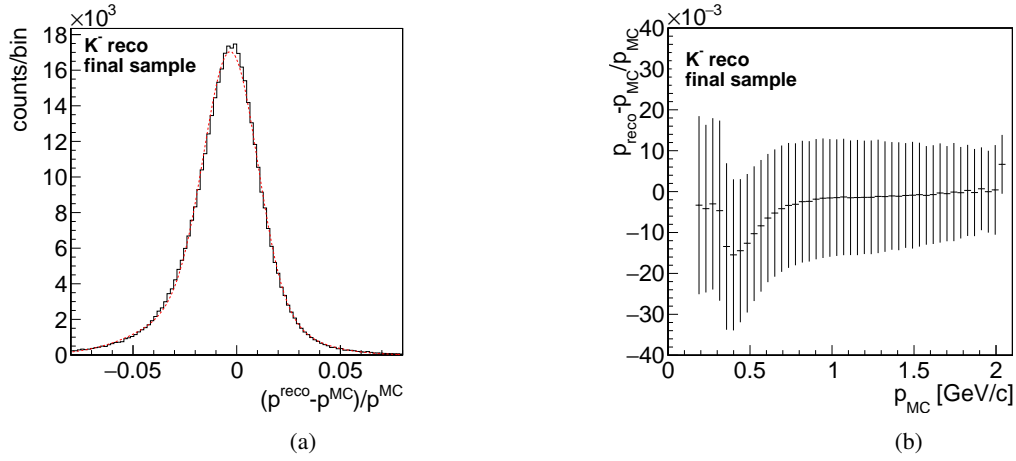 ×10³
K⁻ reco
final sample
counts/bin
18
16
14
12
10
8
6
4
2
0
−0.05 0 0.05
(p^reco-p^MC)/p^MC
(a)
×10⁻³
K⁻ reco
final sample
p_reco-p_MC/p_MC
40
30
20
10
0
−10
−20
−30
−40
0 0.5 1 1.5 2
p_MC [GeV/c]
(b)